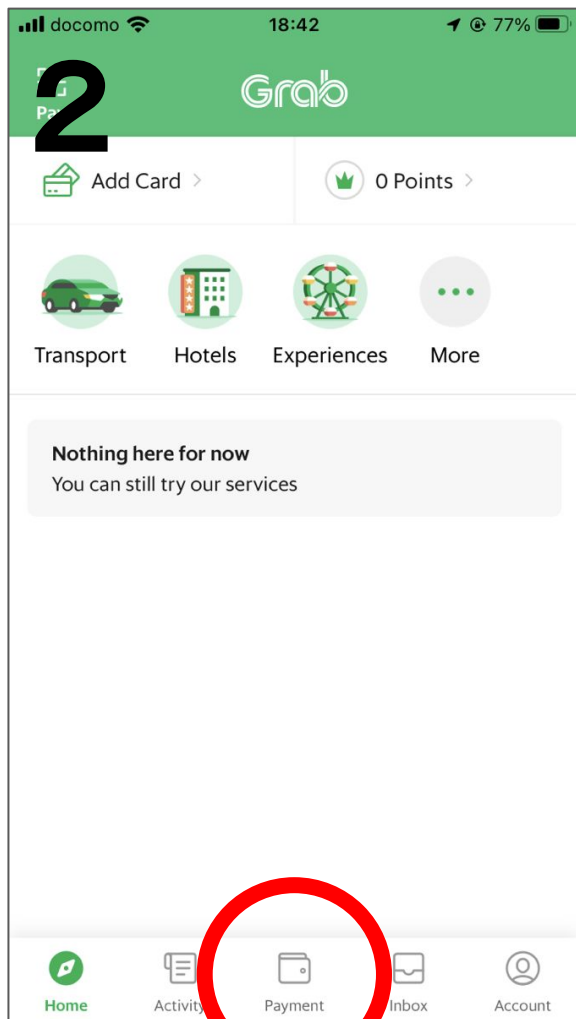 docomo 18:42 77%
2
Grab
Add Card 0 Points
Transport Hotels Experiences More
Nothing here for now
You can still try our services
Home Activity Payment Inbox Account